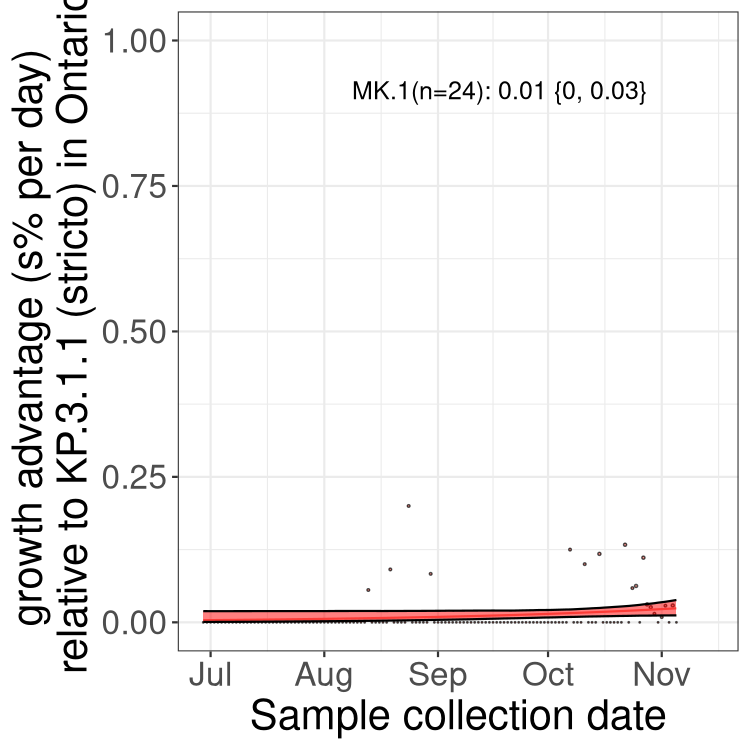 growth advantage (s% per day)
relative to KP.3.1.1 (stricto) in Ontario
1.00
0.75
0.50
0.25
0.00
MK.1(n=24): 0.01 {0, 0.03}
Jul Aug Sep Oct Nov
Sample collection date